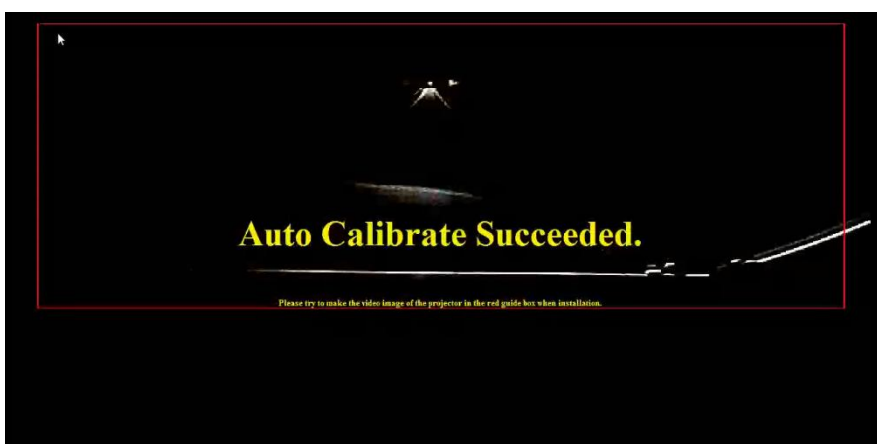 Auto Calibrate Succeeded.
Please try to make the video image of the projector in the red guide box when installation.